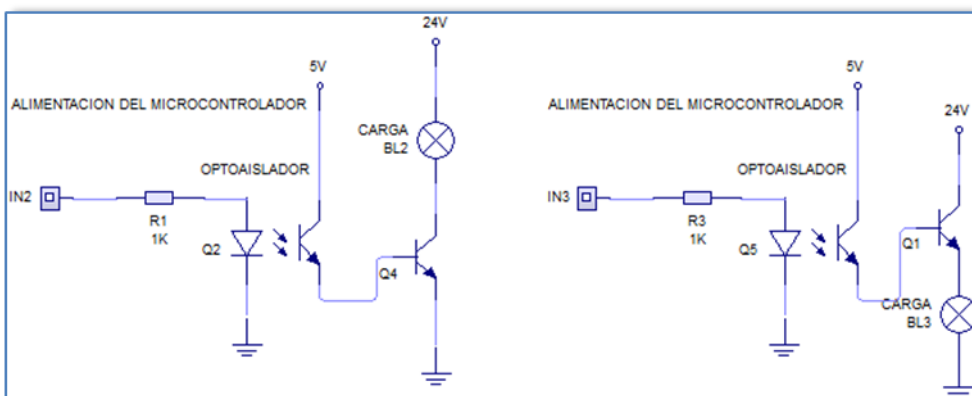 24V
5V
ALIMENTACION DEL MICROCONTROLADOR
CARGA
BL2
OPTOAISLADOR
IN2
R1
1K
Q2
Q4
5V
24V
ALIMENTACION DEL MICROCONTROLADOR
OPTOAISLADOR
IN3
R3
1K
Q5
Q1
CARGA
BL3